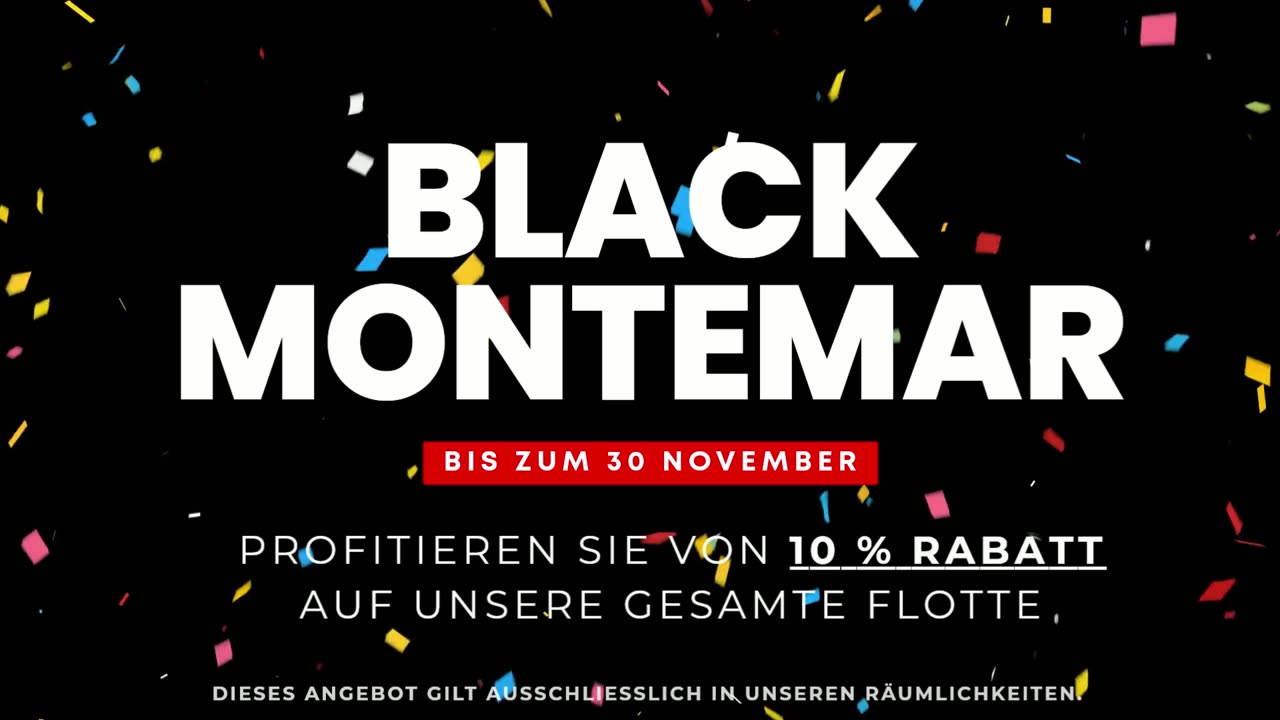 BLACK
MONTEMAR
BIS ZUM 30 NOVEMBER
PROFITIEREN SIE VON 10 % RABATT
AUF UNSERE GESAMTE FLOTTE
DIESES ANGEBOT GILT AUSSCHLIESSLICH IN UNSEREN RÄUMLICHKEITEN.